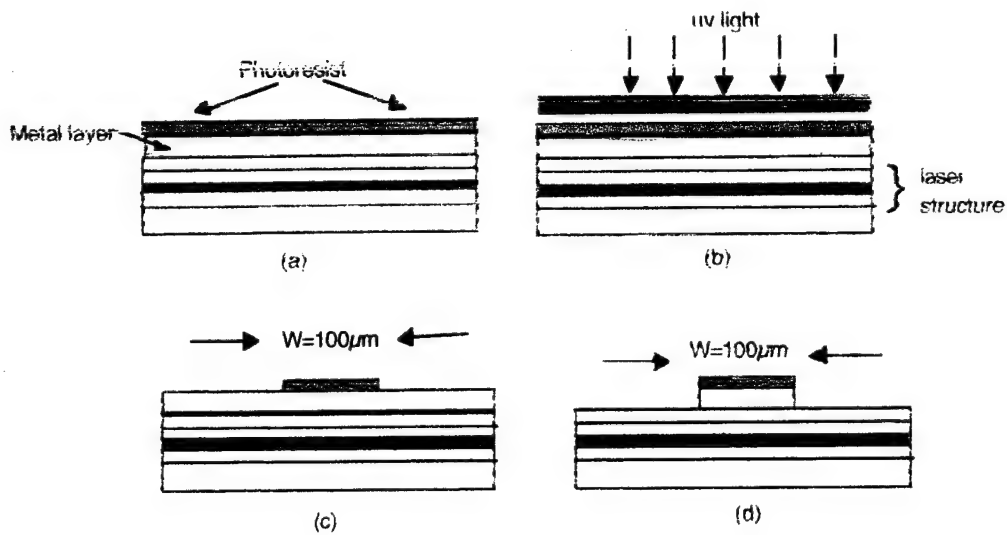 uv light
Photoresist
Metal layer
laser
structure
(a)
(b)
W=100μm
W=100μm
(c)
(d)